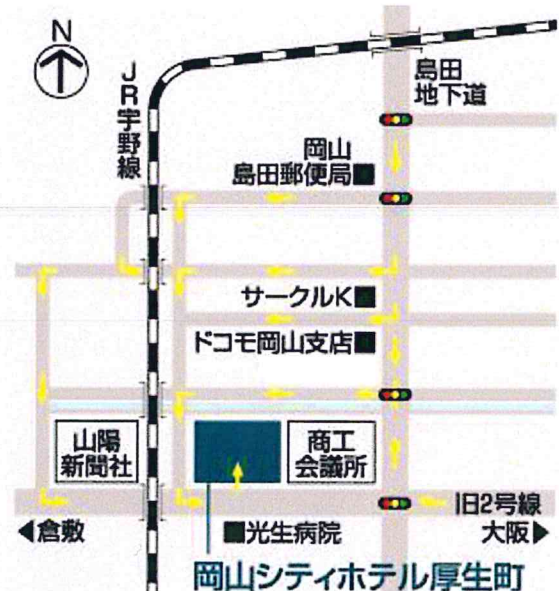 N
JR宇野線
島田
地下道
岡山
島田郵便局■
サークルK■
ドコモ岡山支店■
山陽
新聞社
商工
会議所
旧2号線
◀倉敷
■光生病院
大阪▶
岡山シティホテル厚生町